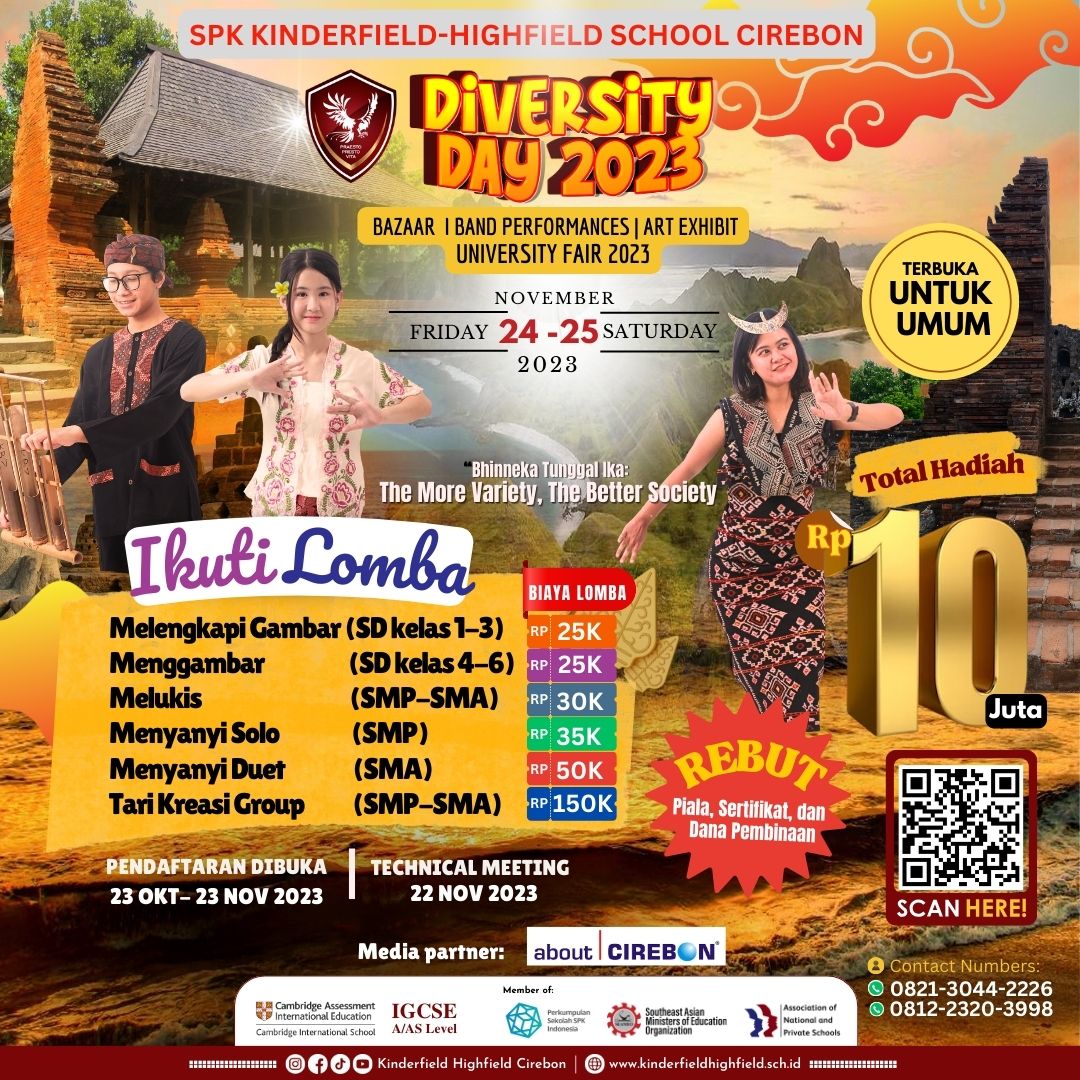 SPK KINDERFIELD-HIGHFIELD SCHOOL CIREBON
PRAESTO
PRESTO
VITA
DiVERSiTY
DAY 2023
BAZAAR I BAND PERFORMANCES | ART EXHIBIT
UNIVERSITY FAIR 2023
NOVEMBER
FRIDAY 24 -25 SATURDAY
2023
TERBUKA
UNTUK
UMUM
"Bhinneka Tunggal Ika:
The More Variety, The Better Society
Total Hadiah
Rp 10
Juta
Ikuti Lomba
BIAYA LOMBA
Melengkapi Gambar (SD kelas 1-3) RP 25K
Menggambar (SD kelas 4-6) RP 25K
Melukis (SMP-SMA) RP 30K
Menyanyi Solo (SMP) RP 35K
Menyanyi Duet (SMA) RP 50K
Tari Kreasi Group (SMP-SMA) RP 150K
REBUT
Piala, Sertifikat, dan
Dana Pembinaan
PENDAFTARAN DIBUKA
23 OKT- 23 NOV 2023
TECHNICAL MEETING
22 NOV 2023
SCAN HERE!
Media partner: about CIREBON
Contact Numbers:
0821-3044-2226
0812-2320-3998
Member of:
Cambridge Assessment
International Education
Cambridge International School
IGCSE
A/AS Level
Perkumpulan
Sekolah SPK
Indonesia
Southeast Asian
Ministers of Education
Organization
Association of
National and
Private Schools
Kinderfield Highfield Cirebon | www.kinderfieldhighfield.sch.id